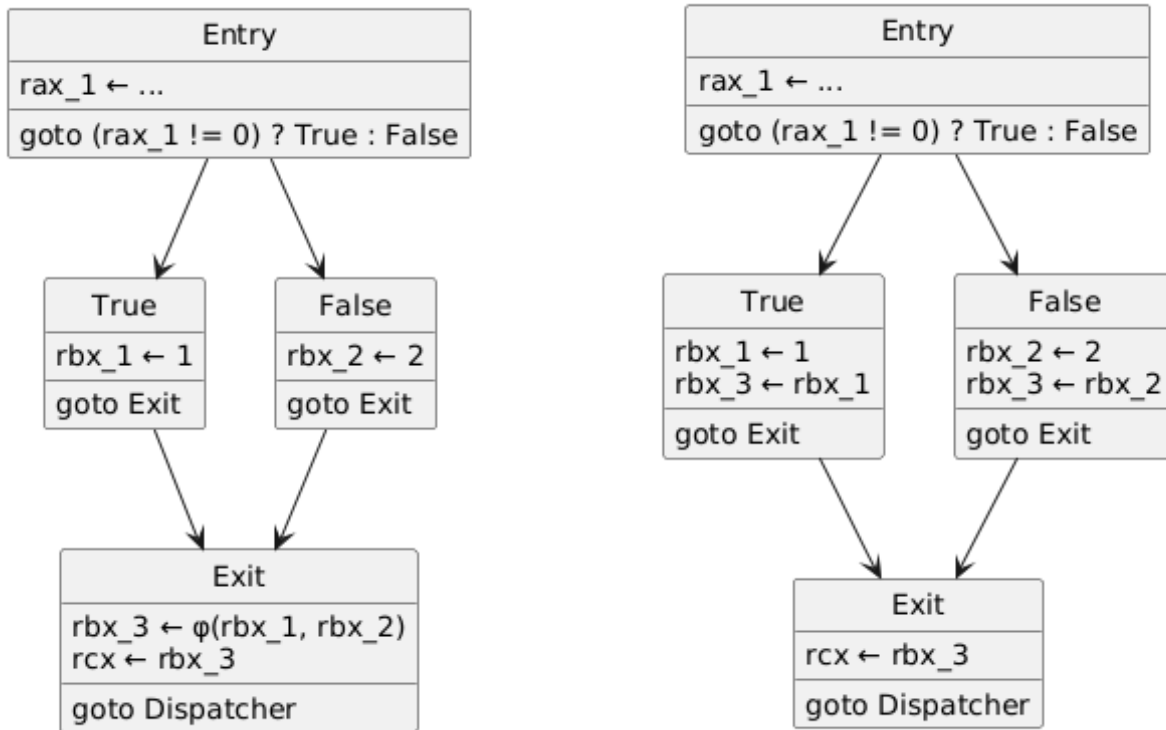 Entry
rax_1 ← ...
goto (rax_1 != 0) ? True : False
True
rbx_1 ← 1
goto Exit
False
rbx_2 ← 2
goto Exit
Exit
rbx_3 ← φ(rbx_1, rbx_2)
rcx ← rbx_3
goto Dispatcher
Entry
rax_1 ← ...
goto (rax_1 != 0) ? True : False
True
rbx_1 ← 1
rbx_3 ← rbx_1
goto Exit
False
rbx_2 ← 2
rbx_3 ← rbx_2
goto Exit
Exit
rcx ← rbx_3
goto Dispatcher